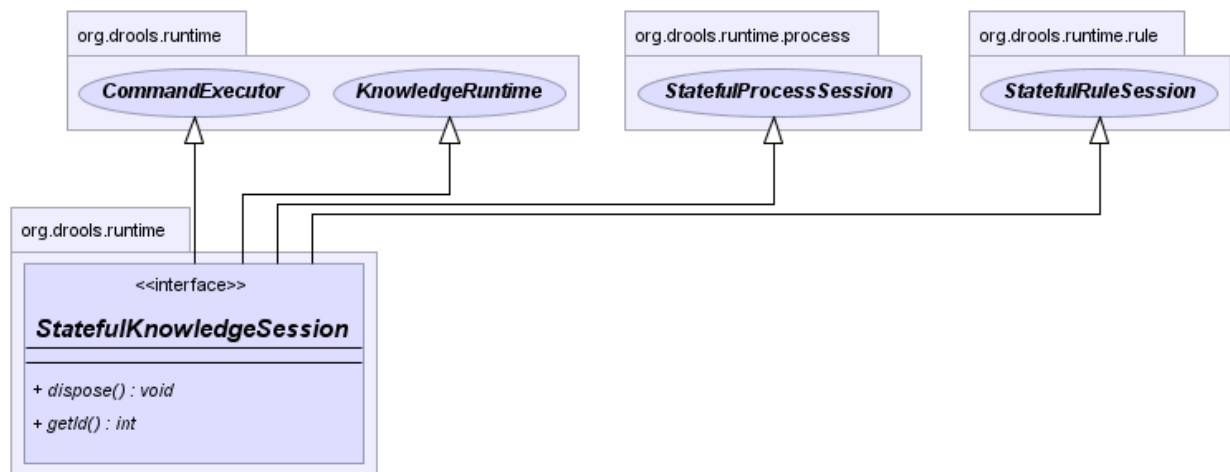 org.drools.runtime
CommandExecutor
KnowledgeRuntime
org.drools.runtime.process
StatefulProcessSession
org.drools.runtime.rule
StatefulRuleSession
org.drools.runtime
<<interface>>
StatefulKnowledgeSession
+ dispose() : void
+ getId() : int